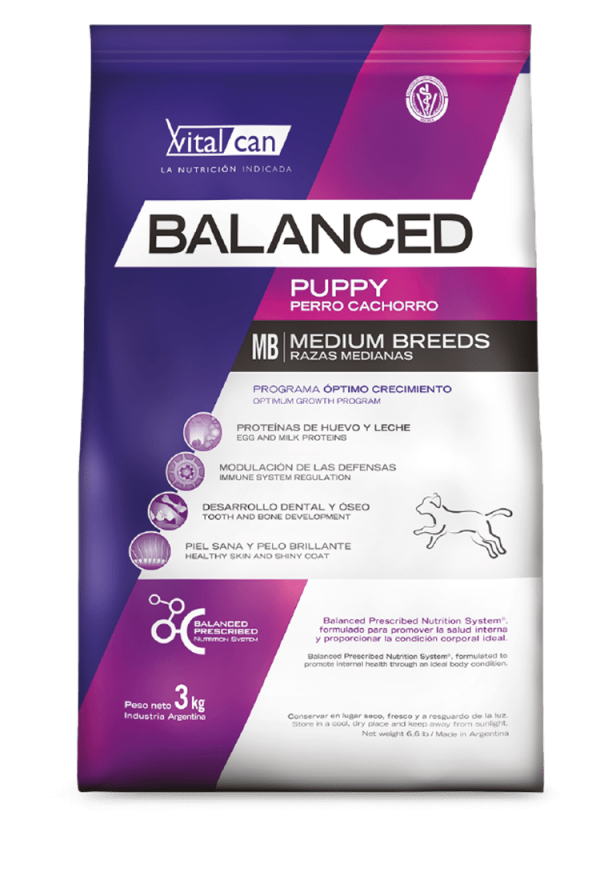 Vital can
LA NUTRICIÓN INDICADA
BALANCED
PUPPY
PERRO CACHORRO
MB MEDIUM BREEDS
RAZAS MEDIANAS
PROGRAMA ÓPTIMO CRECIMIENTO
OPTIMUM GROWTH PROGRAM
PROTEÍNAS DE HUEVO Y LECHE
EGG AND MILK PROTEINS
MODULACIÓN DE LAS DEFENSAS
IMMUNE SYSTEM REGULATION
DESARROLLO DENTAL Y ÓSEO
TOOTH AND BONE DEVELOPMENT
PIEL SANA Y PELO BRILLANTE
HEALTHY SKIN AND SHINY COAT
BALANCED
PRESCRIBED
NUTRITION SYSTEM
Balanced Prescribed Nutrition System®,
formulado para promover la salud interna
y proporcionar la condición corporal ideal.
Balanced Prescribed Nutrition System®, formulated to
promote internal health through an ideal body condition.
Peso neto 3 kg
Industria Argentina
Conservar en lugar seco, fresco y a resguardo de la luz.
Store in a cool, dry place and keep away from sunlight.
Net weight 6.6 lb / Made in Argentina